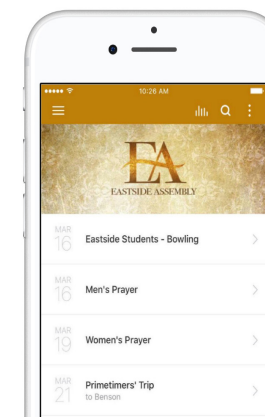 10:26 AM
EA
EASTSIDE ASSEMBLY
MAR
16
Eastside Students - Bowling
MAR
16
Men's Prayer
MAR
19
Women's Prayer
MAR
21
Primetimers' Trip
to Benson